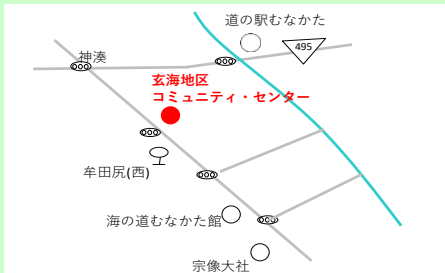 道の駅むなかた
495
神湊
玄海地区
コミュニティ・センター
牟田尻(西)
海の道むなかた館
宗像大社